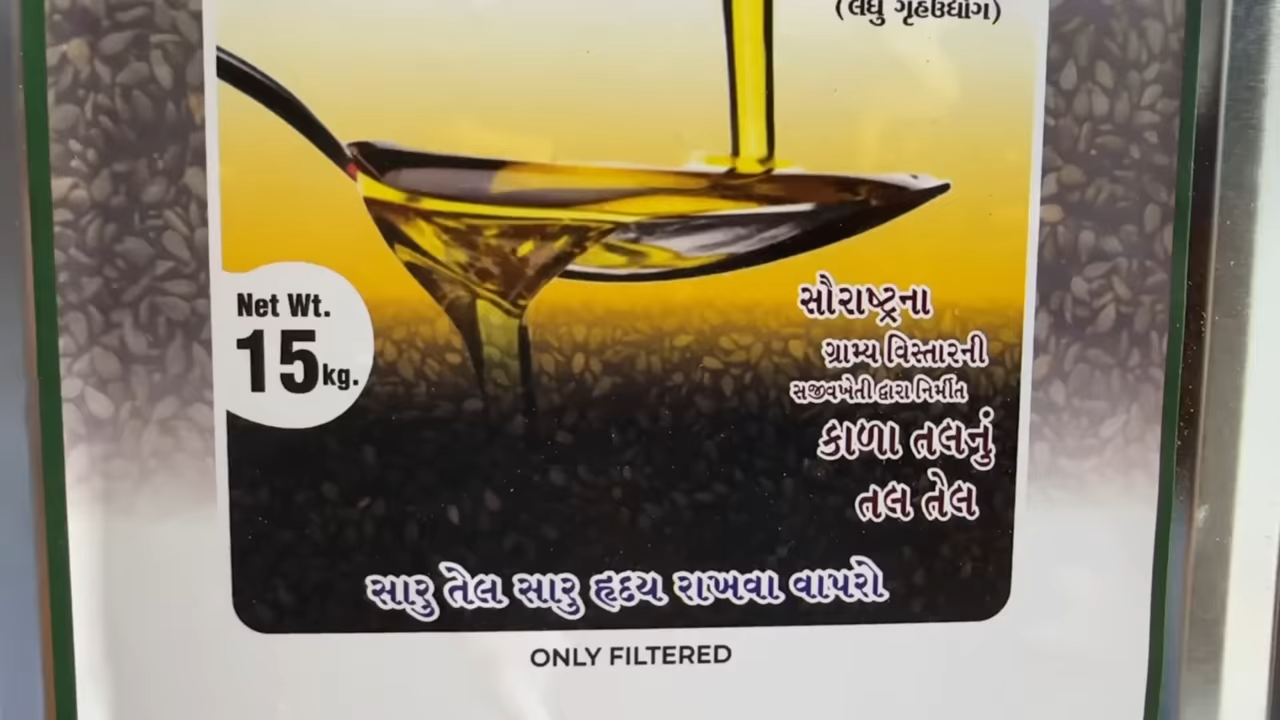 (લઘુ ગૃહઉદ્યોગ)
Net Wt.
15kg.
સૌરાષ્ટ્રના
ગ્રામ્ય વિસ્તારની
સજીવખેતી દ્વારા નિર્મીત
કાળા તલનું
તલ તેલ
સારુ તેલ સારુ હૃદય રાખવા વાપરો
ONLY FILTERED